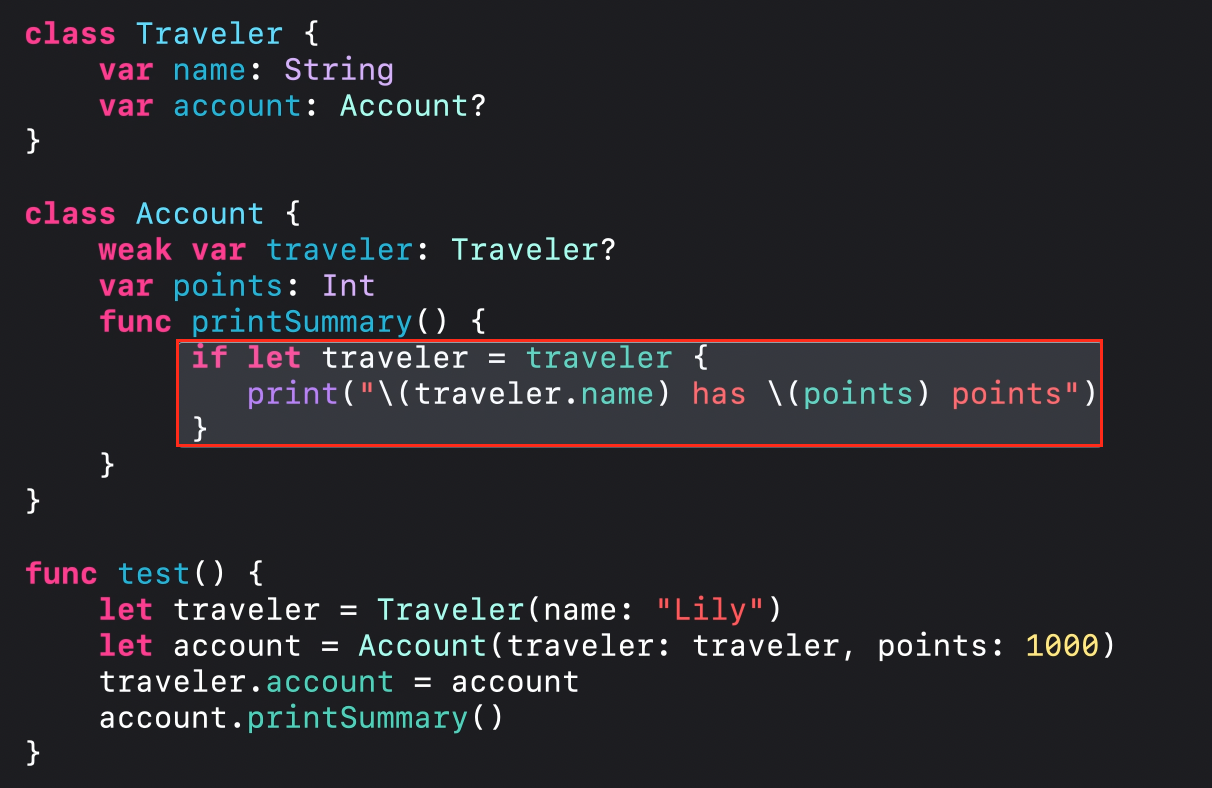 class Traveler {
    var name: String
    var account: Account?
}

class Account {
    weak var traveler: Traveler?
    var points: Int
    func printSummary() {
         if let traveler = traveler {
            print("\(traveler.name) has \(points) points")
         }
    }
}

func test() {
    let traveler = Traveler(name: "Lily")
    let account = Account(traveler: traveler, points: 1000)
    traveler.account = account
    account.printSummary()
}